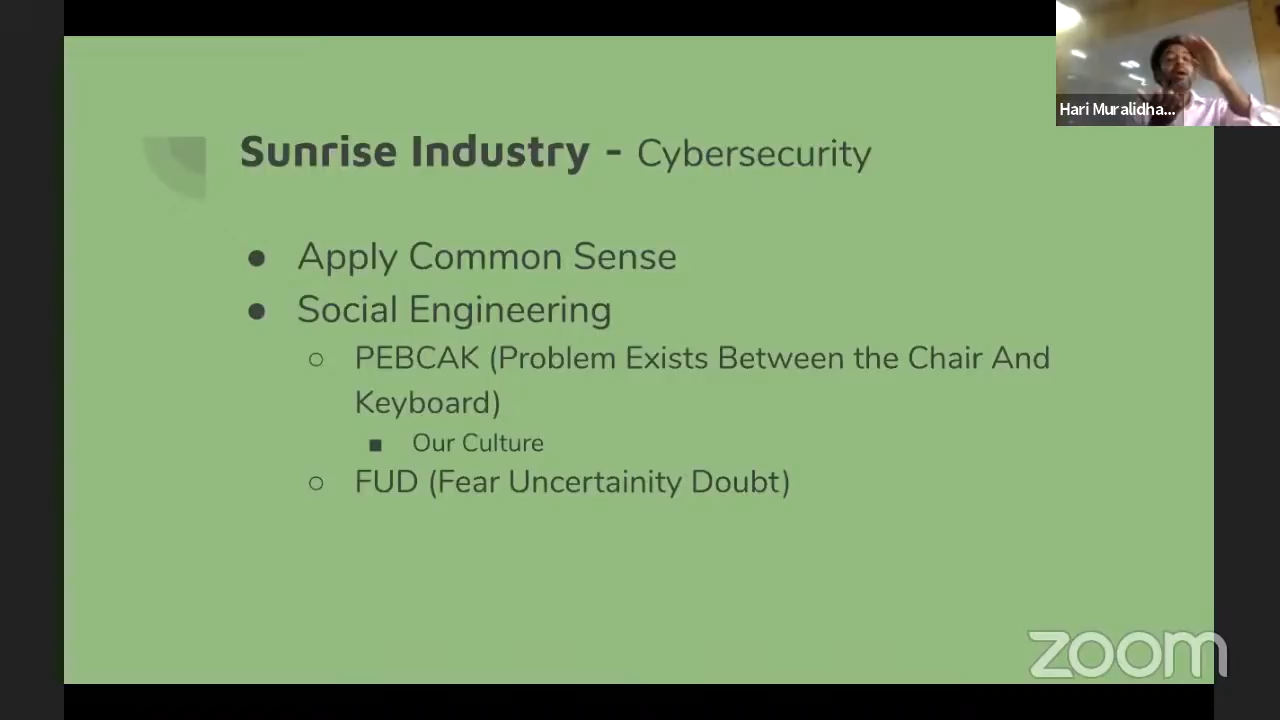 Hari Muralidha...
Sunrise Industry - Cybersecurity
● Apply Common Sense
● Social Engineering
○ PEBCAK (Problem Exists Between the Chair And
Keyboard)
■ Our Culture
○ FUD (Fear Uncertainity Doubt)
zoom